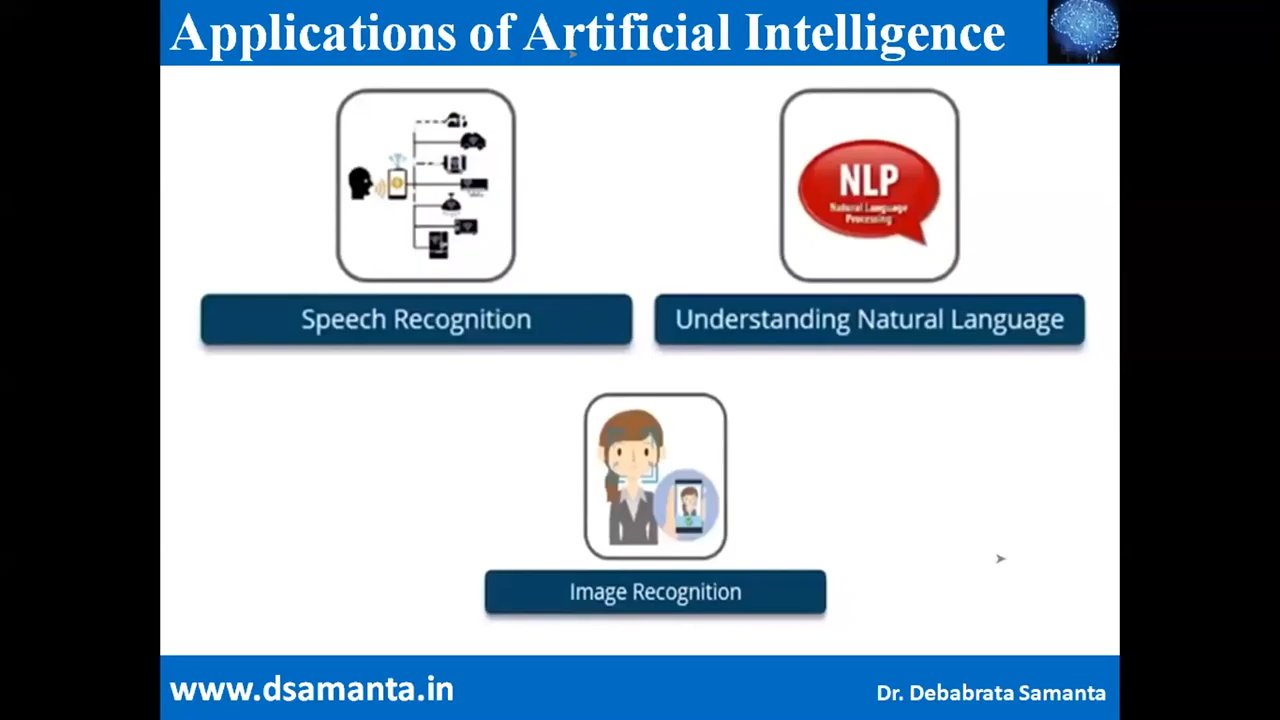 Applications of Artificial Intelligence
NLP
Natural Language
Processing
Speech Recognition
Understanding Natural Language
Image Recognition
www.dsamanta.in
Dr. Debabrata Samanta